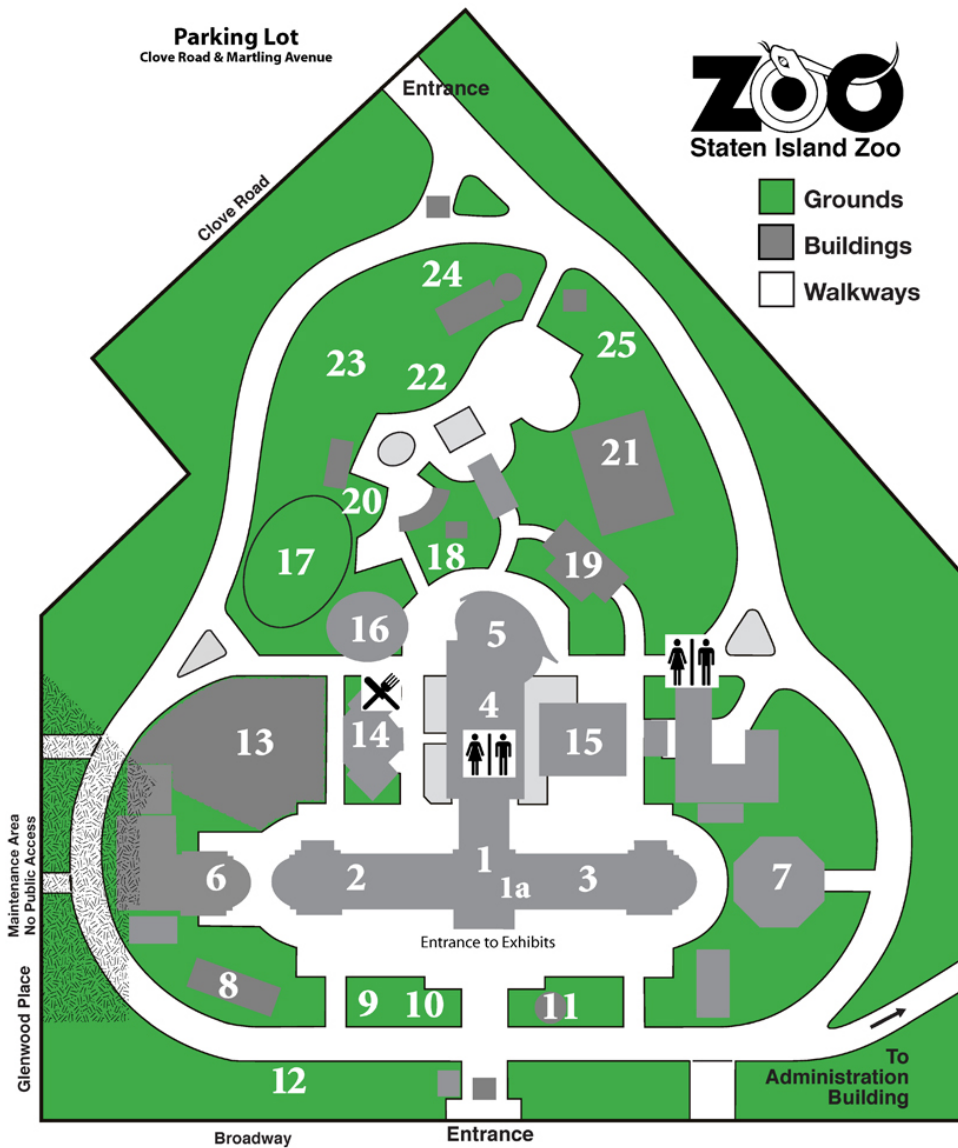 Parking Lot
Clove Road & Martling Avenue
Entrance
ZOO
Staten Island Zoo
Grounds
Buildings
Walkways
Clove Road
24
23
22
25
21
20
17
18
19
16
5
4
13
14
15
1
1a
2
3
6
7
Entrance to Exhibits
8
9
10
11
12
Maintenance Area
No Public Access
Glenwood Place
To
Administration
Building
Broadway
Entrance